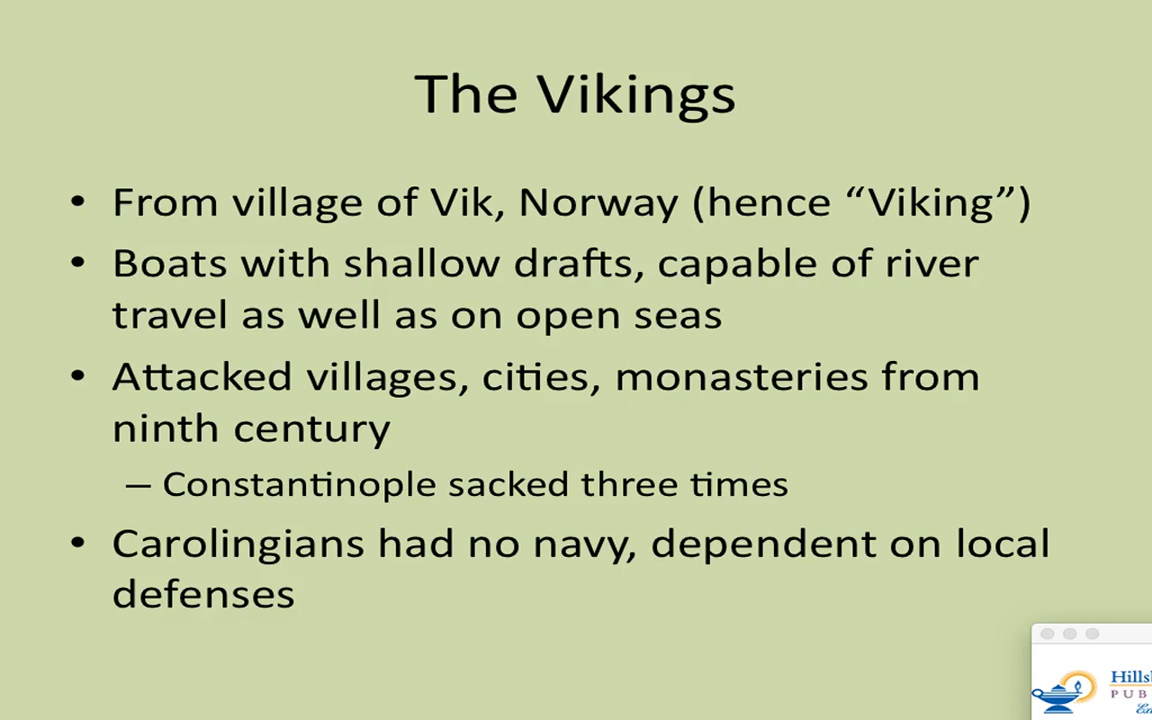 The Vikings
• From village of Vik, Norway (hence “Viking”)
• Boats with shallow drafts, capable of river
travel as well as on open seas
• Attacked villages, cities, monasteries from
ninth century
– Constantinople sacked three times
• Carolingians had no navy, dependent on local
defenses